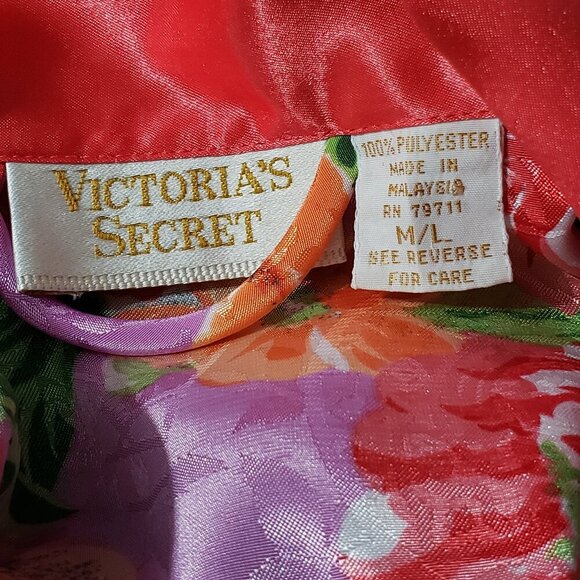 VICTORIA'S
SECRET
100% POLYESTER
MADE IN
MALAYSIA
RN 79711
M/L
SEE REVERSE
FOR CARE